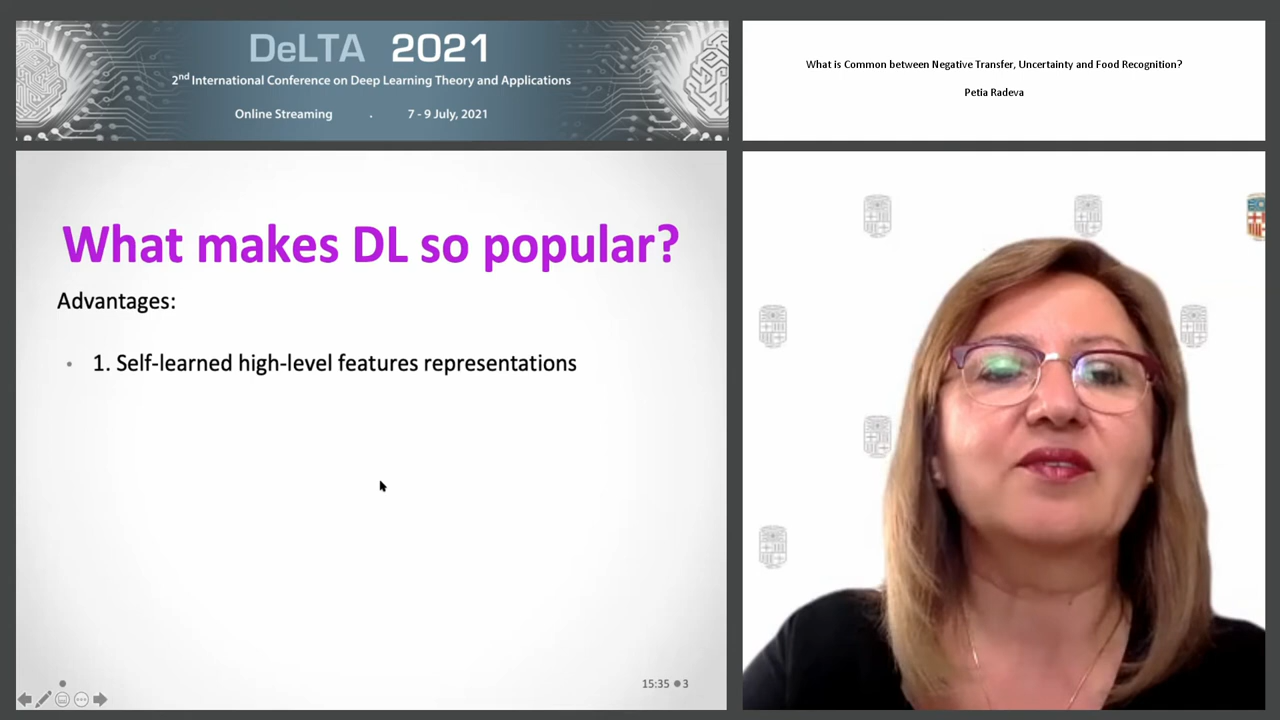 DeLTA 2021
2nd International Conference on Deep Learning Theory and Applications
Online Streaming . 7 - 9 July, 2021
What is Common between Negative Transfer, Uncertainty and Food Recognition?
Petia Radeva
What makes DL so popular?
Advantages:
• 1. Self-learned high-level features representations
15:35 ●3